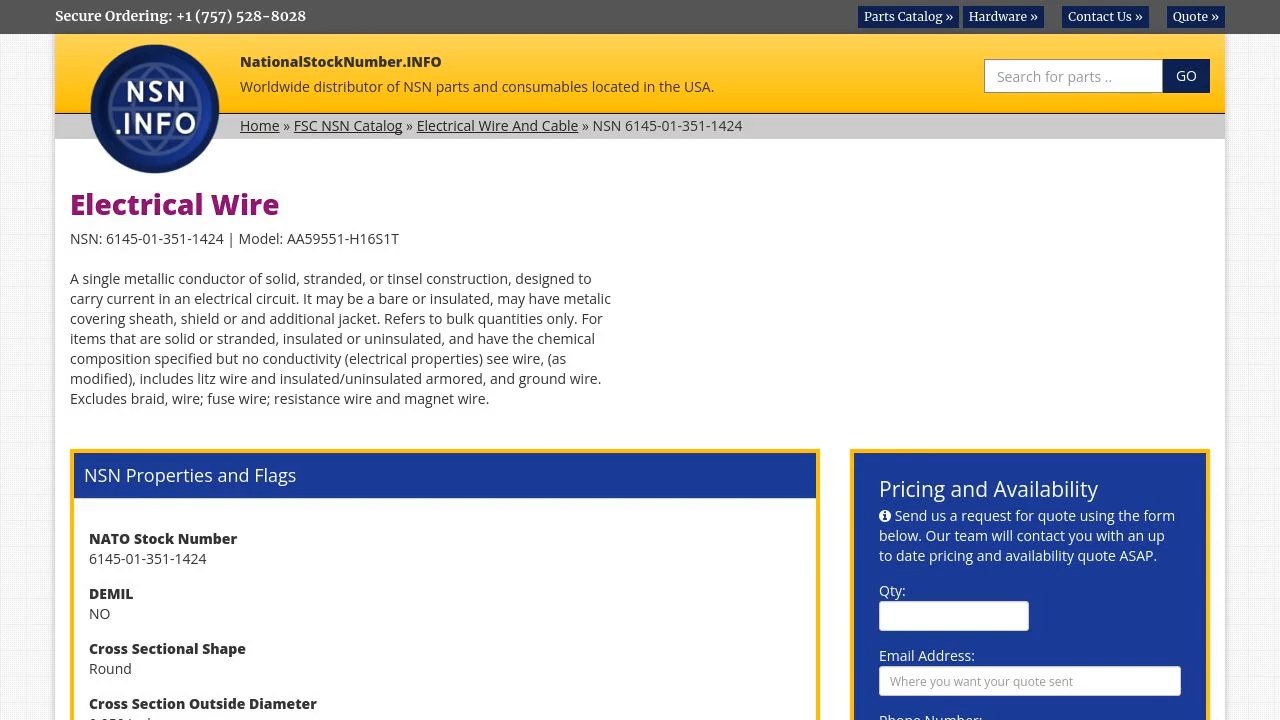 Secure Ordering: +1 (757) 528-8028
Parts Catalog »
Hardware »
Contact Us »
Quote »
NSN
.INFO
NationalStockNumber.INFO
Worldwide distributor of NSN parts and consumables located in the USA.
Search for parts ..
GO
Home » FSC NSN Catalog » Electrical Wire And Cable » NSN 6145-01-351-1424
Electrical Wire
NSN: 6145-01-351-1424 | Model: AA59551-H16S1T
A single metallic conductor of solid, stranded, or tinsel construction, designed to
carry current in an electrical circuit. It may be a bare or insulated, may have metalic
covering sheath, shield or and additional jacket. Refers to bulk quantities only. For
items that are solid or stranded, insulated or uninsulated, and have the chemical
composition specified but no conductivity (electrical properties) see wire, (as
modified), includes litz wire and insulated/uninsulated armored, and ground wire.
Excludes braid, wire; fuse wire; resistance wire and magnet wire.
NSN Properties and Flags
NATO Stock Number
6145-01-351-1424
DEMIL
NO
Cross Sectional Shape
Round
Cross Section Outside Diameter
Pricing and Availability
Send us a request for quote using the form
below. Our team will contact you with an up
to date pricing and availability quote ASAP.
Qty:
Email Address:
Where you want your quote sent
Phone Number: